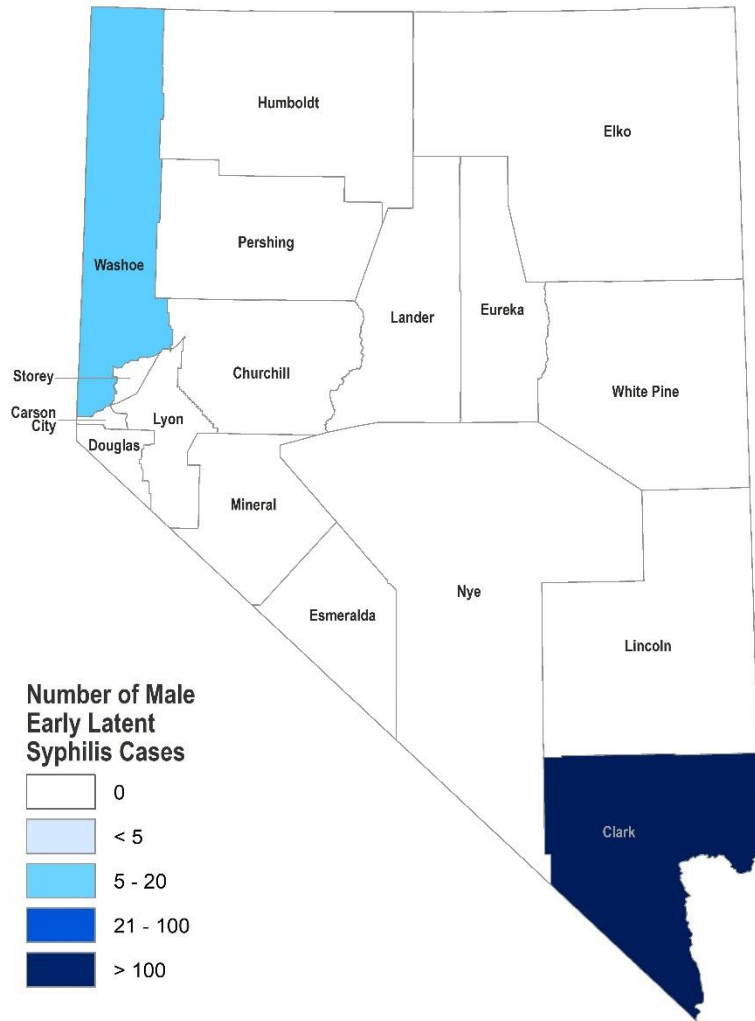 Humboldt
Elko
Pershing
Washoe
Lander
Eureka
Churchill
Storey
White Pine
Carson
City
Lyon
Douglas
Mineral
Nye
Esmeralda
Lincoln
Number of Male
Early Latent
Syphilis Cases
0
< 5
5 - 20
21 - 100
> 100
Clark